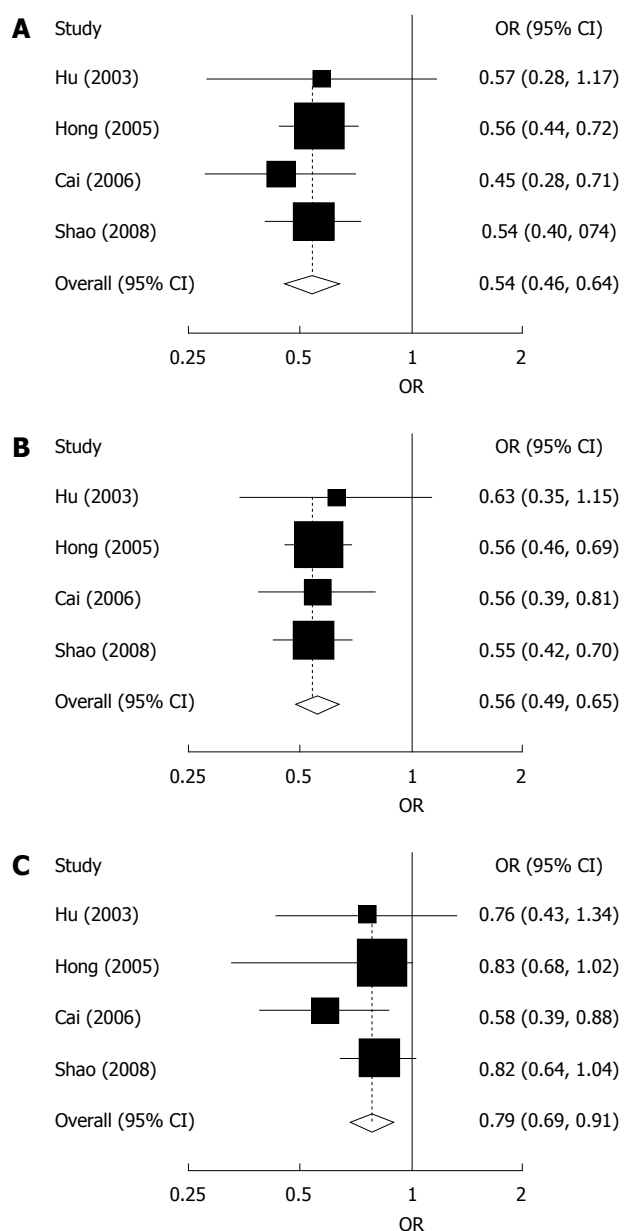 A Study OR (95% CI)
Hu (2003) 0.57 (0.28, 1.17)
Hong (2005) 0.56 (0.44, 0.72)
Cai (2006) 0.45 (0.28, 0.71)
Shao (2008) 0.54 (0.40, 074)
Overall (95% CI) 0.54 (0.46, 0.64)
0.25 0.5 1 2
OR
B Study OR (95% CI)
Hu (2003) 0.63 (0.35, 1.15)
Hong (2005) 0.56 (0.46, 0.69)
Cai (2006) 0.56 (0.39, 0.81)
Shao (2008) 0.55 (0.42, 0.70)
Overall (95% CI) 0.56 (0.49, 0.65)
0.25 0.5 1 2
OR
C Study OR (95% CI)
Hu (2003) 0.76 (0.43, 1.34)
Hong (2005) 0.83 (0.68, 1.02)
Cai (2006) 0.58 (0.39, 0.88)
Shao (2008) 0.82 (0.64, 1.04)
Overall (95% CI) 0.79 (0.69, 0.91)
0.25 0.5 1 2
OR